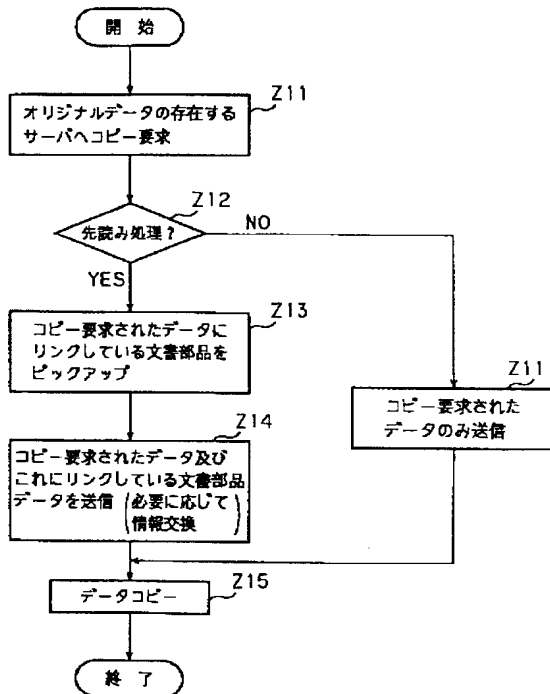 開始
Z11
オリジナルデータの存在する
サーバへコピー要求
Z12
先読み処理?
NO
YES
Z13
コピー要求されたデータに
リンクしている文書部品を
ピックアップ
Z11
コピー要求された
データのみ送信
Z14
コピー要求されたデータ及び
これにリンクしている文書部品
データを送信(必要に応じて
情報交換)
Z15
データコピー
終了